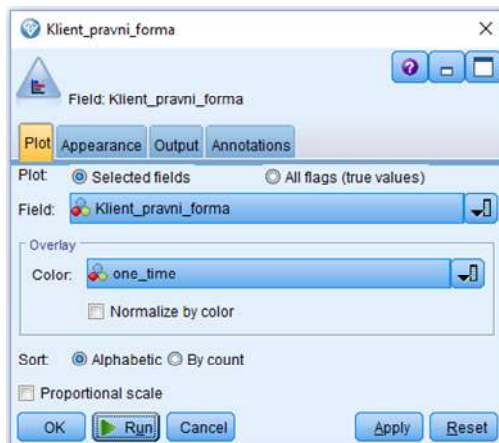 Klient_pravni_forma
Field: Klient_pravni_forma
Plot Appearance Output Annotations
Plot: Selected fields All flags (true values)
Field: Klient_pravni_forma
Overlay
Color: one_time
Normalize by color
Sort: Alphabetic By count
Proportional scale
OK Run Cancel Apply Reset